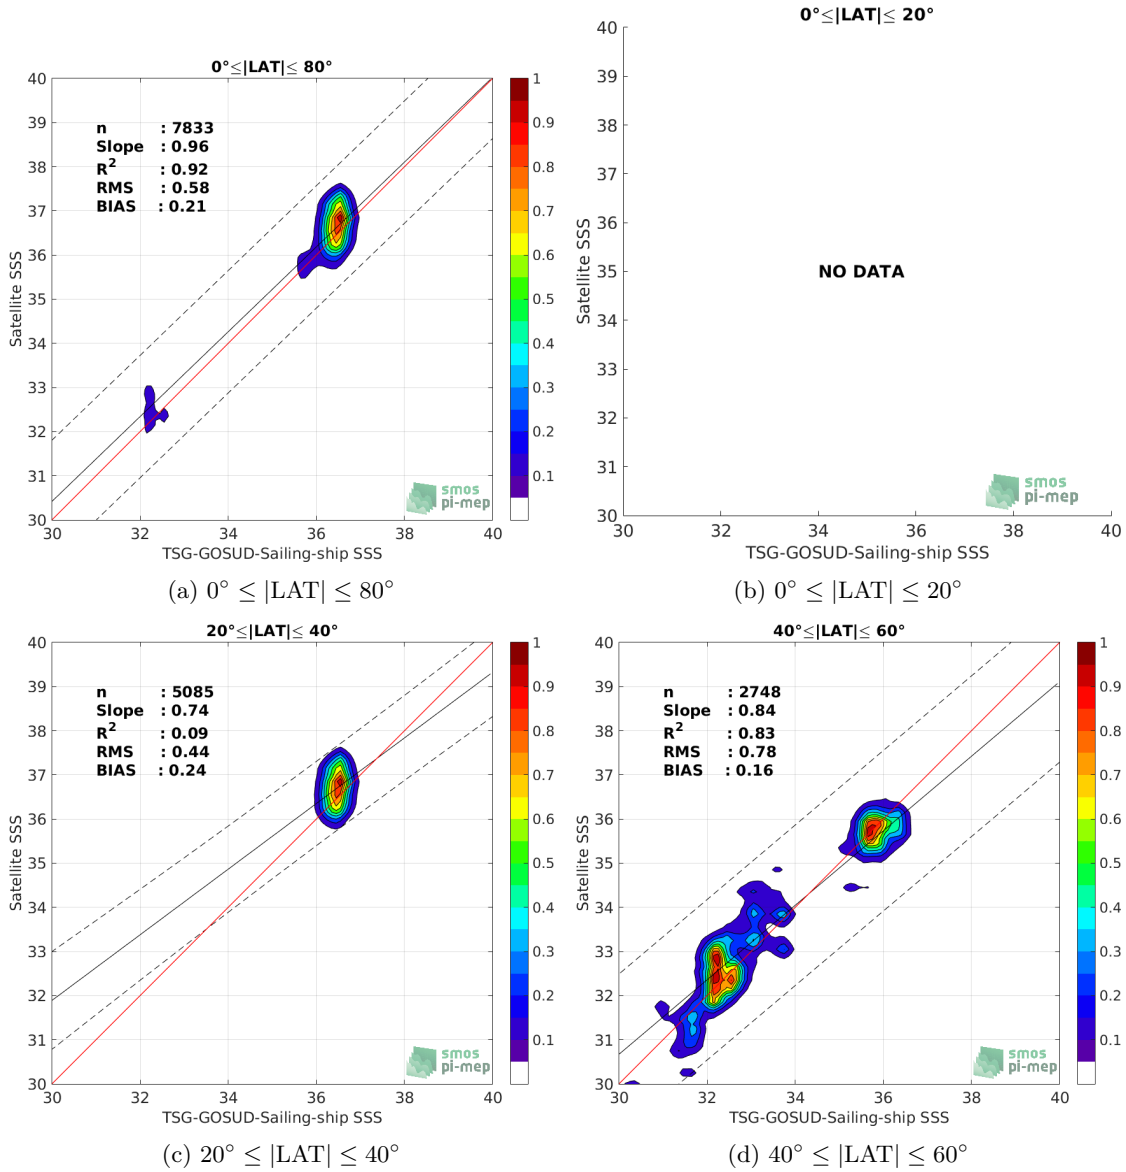 0°≤|LAT|≤ 80°
40
39
38
37
36
35
34
33
32
31
30
Satellite SSS
n : 7833
Slope : 0.96
R² : 0.92
RMS : 0.58
BIAS : 0.21
1
0.9
0.8
0.7
0.6
0.5
0.4
0.3
0.2
0.1
smos
pi-mep
30 32 34 36 38 40
TSG-GOSUD-Sailing-ship SSS
(a) 0° ≤ |LAT| ≤ 80°
0°≤|LAT|≤ 20°
40
39
38
37
36
35
34
33
32
31
30
Satellite SSS
NO DATA
smos
pi-mep
30 32 34 36 38 40
TSG-GOSUD-Sailing-ship SSS
(b) 0° ≤ |LAT| ≤ 20°
20°≤|LAT|≤ 40°
40
39
38
37
36
35
34
33
32
31
30
Satellite SSS
n : 5085
Slope : 0.74
R² : 0.09
RMS : 0.44
BIAS : 0.24
1
0.9
0.8
0.7
0.6
0.5
0.4
0.3
0.2
0.1
smos
pi-mep
30 32 34 36 38 40
TSG-GOSUD-Sailing-ship SSS
(c) 20° ≤ |LAT| ≤ 40°
40°≤|LAT|≤ 60°
40
39
38
37
36
35
34
33
32
31
30
Satellite SSS
n : 2748
Slope : 0.84
R² : 0.83
RMS : 0.78
BIAS : 0.16
1
0.9
0.8
0.7
0.6
0.5
0.4
0.3
0.2
0.1
smos
pi-mep
30 32 34 36 38 40
TSG-GOSUD-Sailing-ship SSS
(d) 40° ≤ |LAT| ≤ 60°